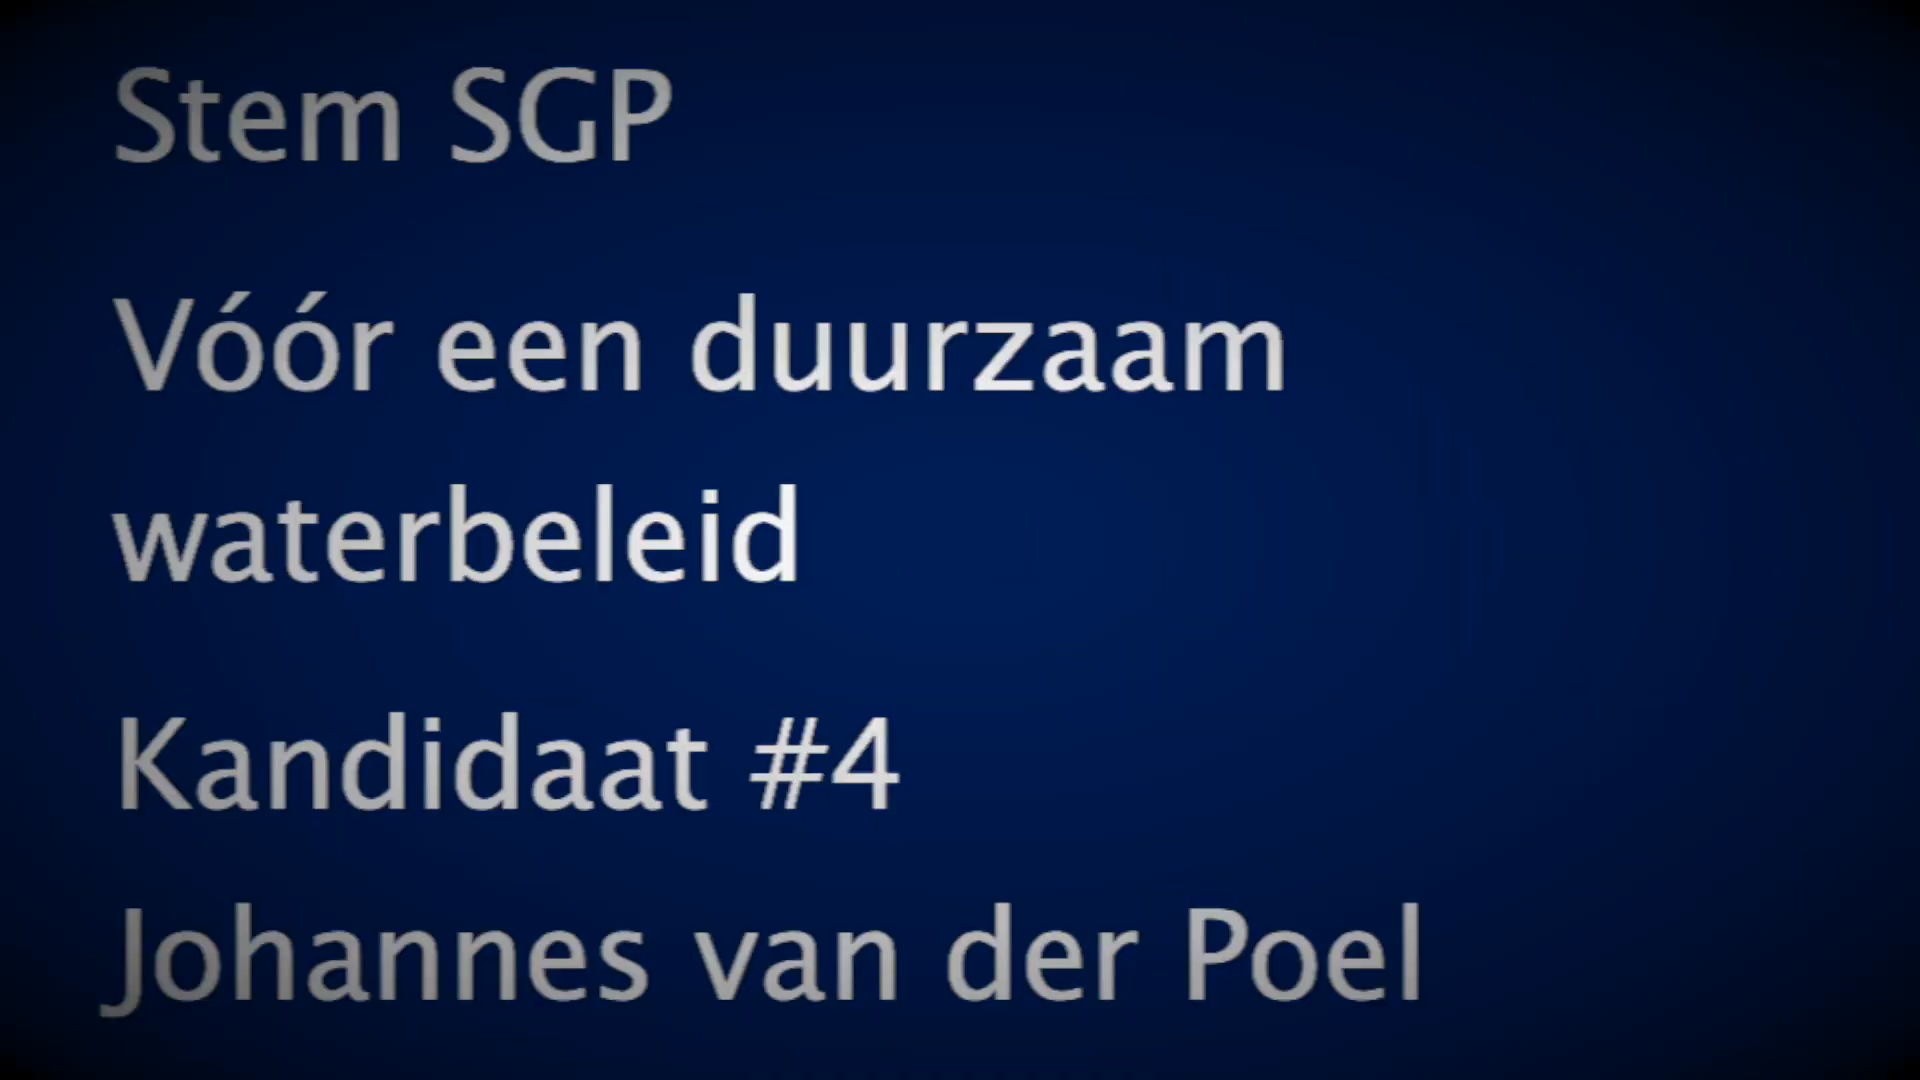 Stem SGP
Vóór een duurzaam
waterbeleid
Kandidaat #4
Johannes van der Poel